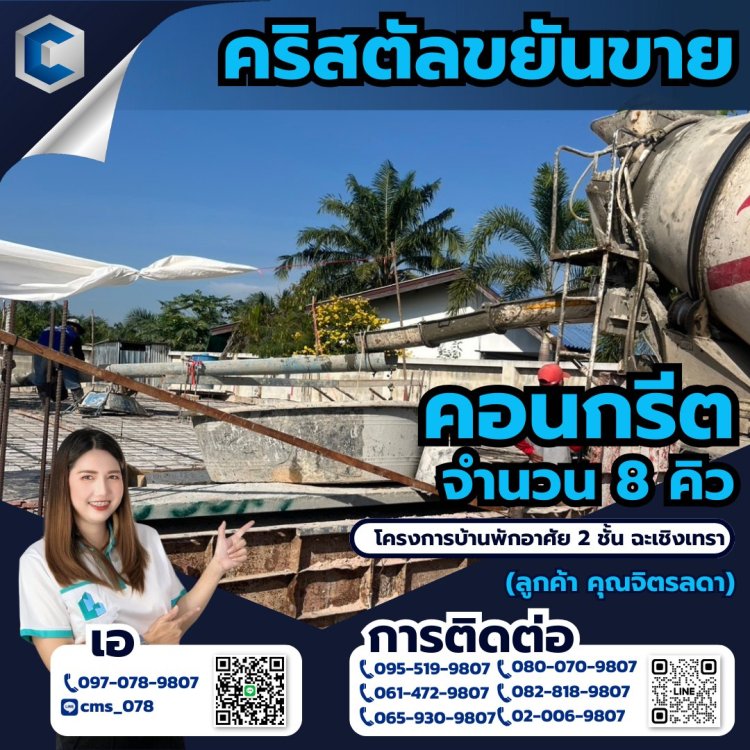 คริสตัลขยันขาย
คอนกรีต
จำนวน 8 คิว
โครงการบ้านพักอาศัย 2 ชั้น ฉะเชิงเทรา
(ลูกค้า คุณจิตรลดา)
เอ
097-078-9807
cms_078
การติดต่อ
095-519-9807 080-070-9807
061-472-9807 082-818-9807
065-930-9807 02-006-9807
LINE